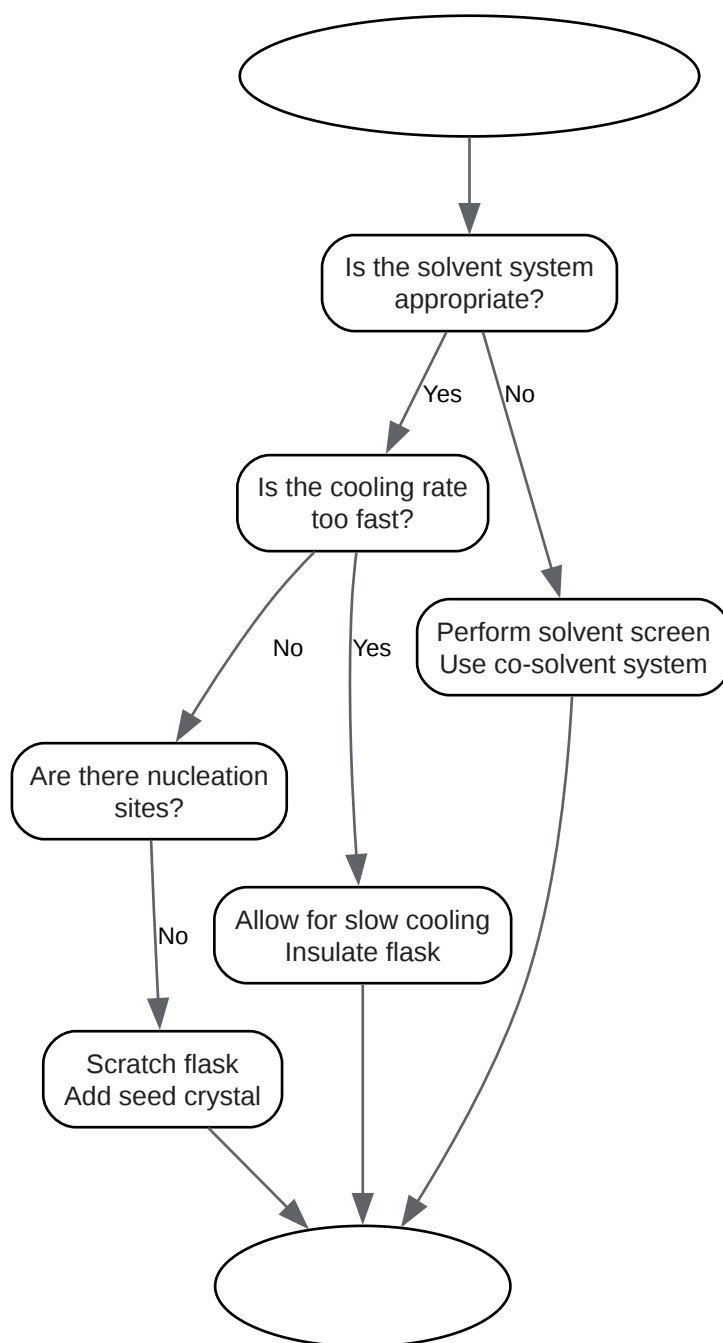 Is the solvent system
appropriate?
Yes
No
Is the cooling rate
too fast?
Perform solvent screen
Use co-solvent system
No
Yes
Are there nucleation
sites?
Allow for slow cooling
Insulate flask
No
Scratch flask
Add seed crystal